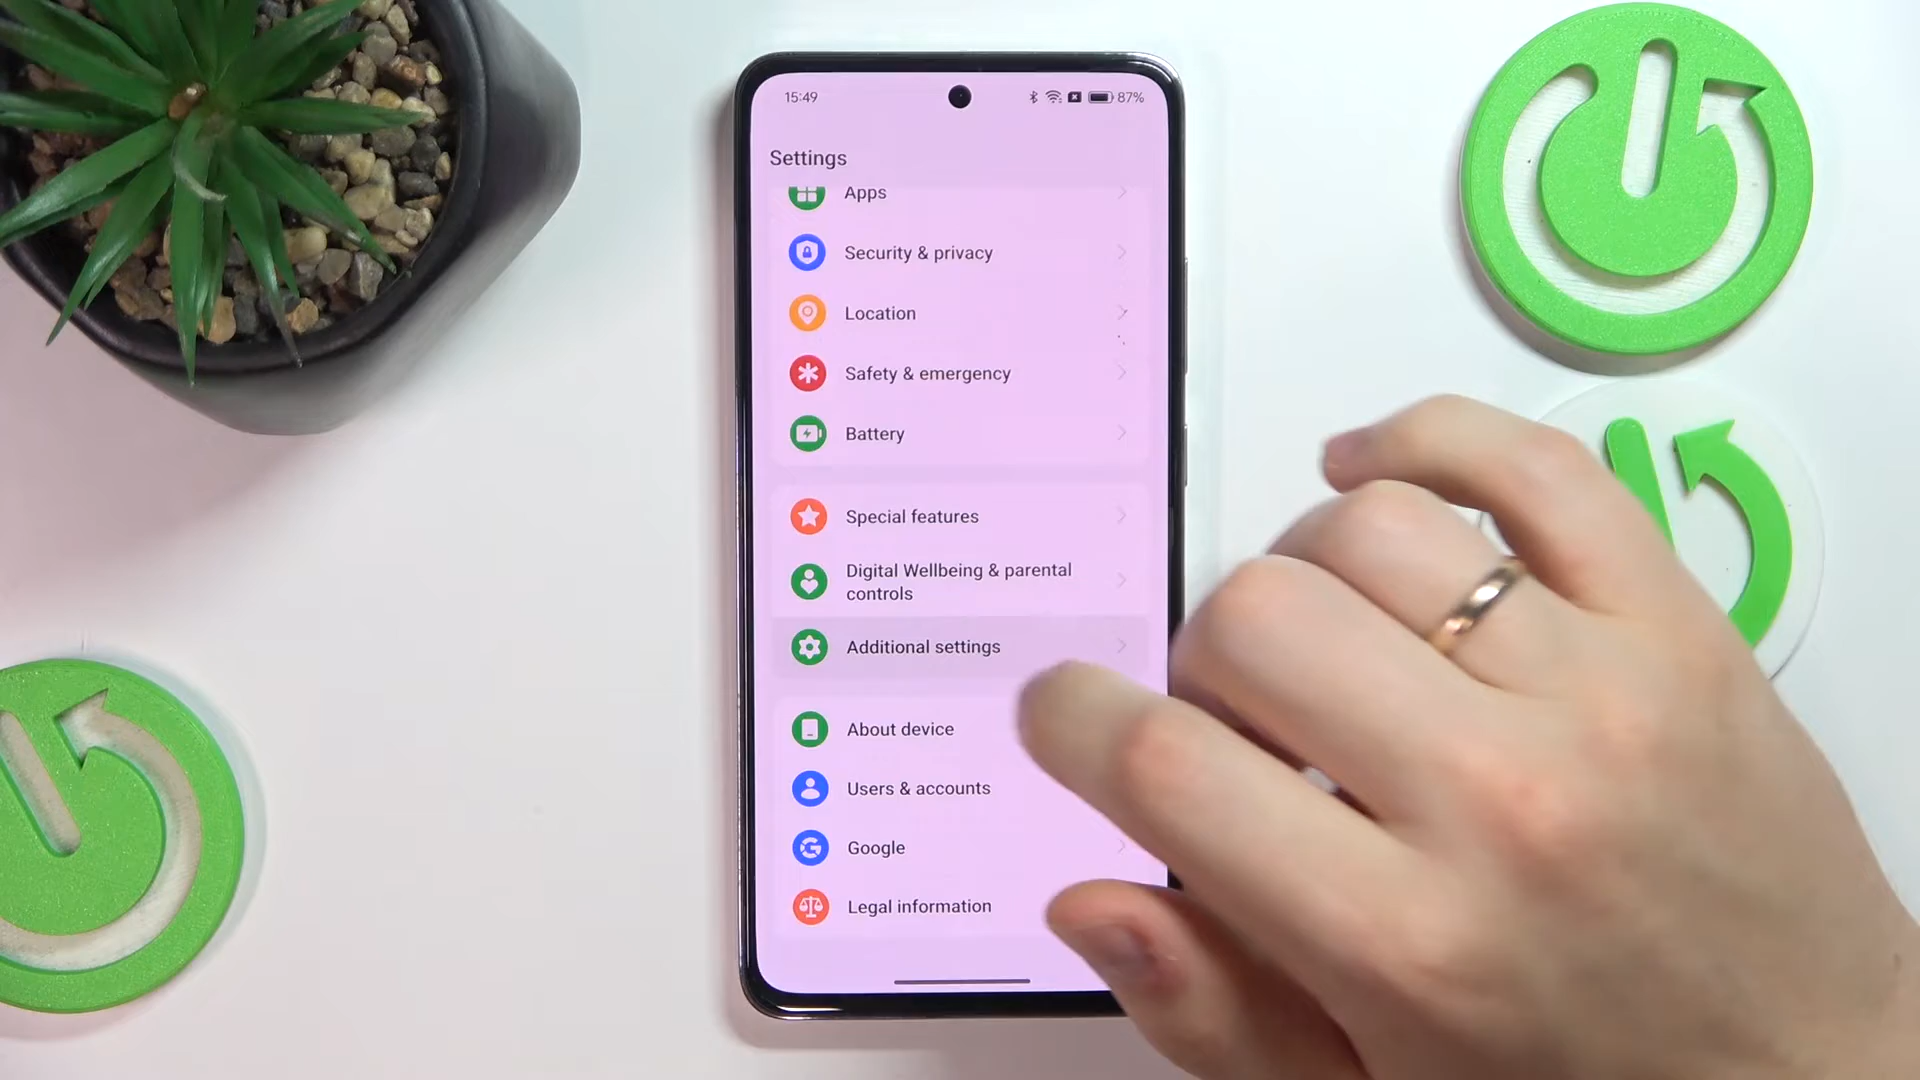 15:49
87%
Settings
Apps
Security & privacy
Location
Safety & emergency
Battery
Special features
Digital Wellbeing & parental
controls
Additional settings
About device
Users & accounts
Google
Legal information